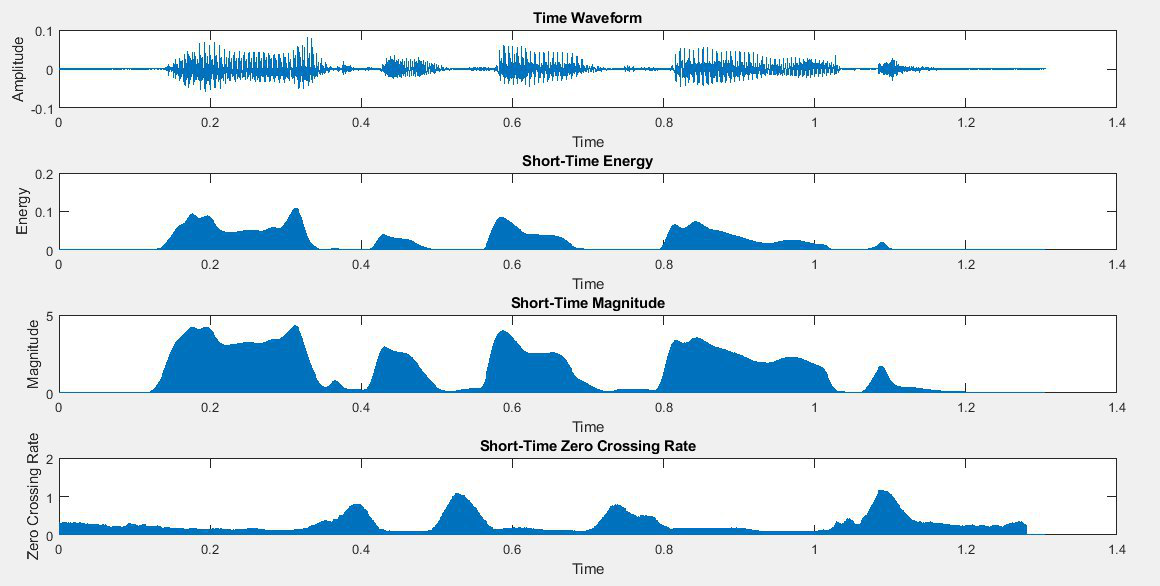 Time Waveform
Amplitude
0.1
0
-0.1
0 0.2 0.4 0.6 0.8 1 1.2 1.4
Time
Short-Time Energy
Energy
0.2
0.1
0
0 0.2 0.4 0.6 0.8 1 1.2 1.4
Time
Short-Time Magnitude
Magnitude
5
0
0 0.2 0.4 0.6 0.8 1 1.2 1.4
Time
Short-Time Zero Crossing Rate
Zero Crossing Rate
2
1
0
0 0.2 0.4 0.6 0.8 1 1.2 1.4
Time